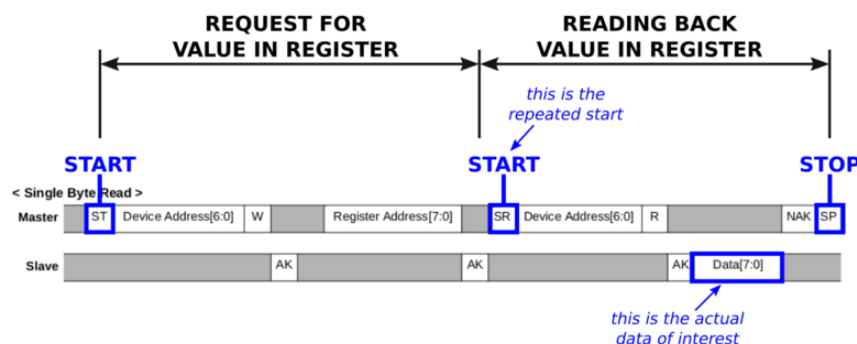 REQUEST FOR
VALUE IN REGISTER
READING BACK
VALUE IN REGISTER
this is the
repeated start
START
START
STOP
< Single Byte Read >
Master ST Device Address[6:0] W Register Address[7:0] SR Device Address[6:0] R NAK SP
Slave AK AK AK Data[7:0]
this is the actual
data of interest